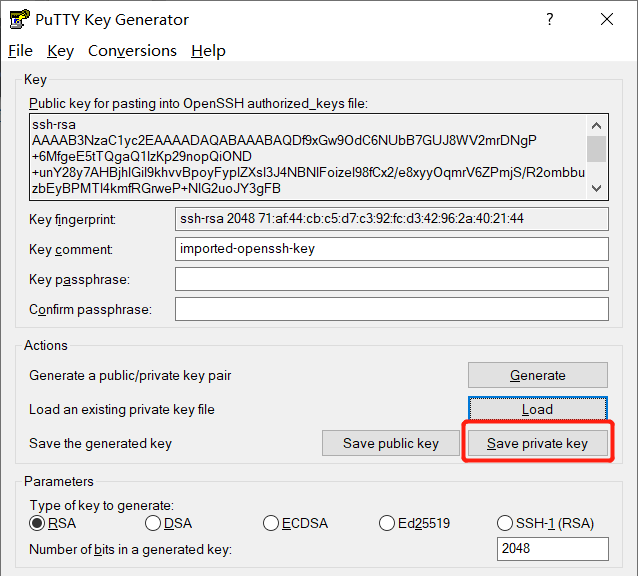 PuTTY Key Generator
?
File Key Conversions Help
Key
Public key for pasting into OpenSSH authorized_keys file:
ssh-rsa
AAAAB3NzaC1yc2EAAAADAQABAAABAQDf9xGw9OdC6NUbB7GUJ8WV2mrDNgP
+6MfgeE5tTQgaQ1lzKp29nopQiOND
+unY28y7AHBjhlGil9khvvBpoyFyplZXsl3J4NBNlFoizel98fCx2/e8xyyOqmrV6ZPmjS/R2ombbu
zbEyBPMTl4kmfRGrweP+NlG2uoJY3gFB
Key fingerprint: ssh-rsa 2048 71:af:44:cb:c5:d7:c3:92:fc:d3:42:96:2a:40:21:44
Key comment: imported-openssh-key
Key passphrase:
Confirm passphrase:
Actions
Generate a public/private key pair Generate
Load an existing private key file Load
Save the generated key Save public key Save private key
Parameters
Type of key to generate:
RSA DSA ECDSA Ed25519 SSH-1 (RSA)
Number of bits in a generated key: 2048